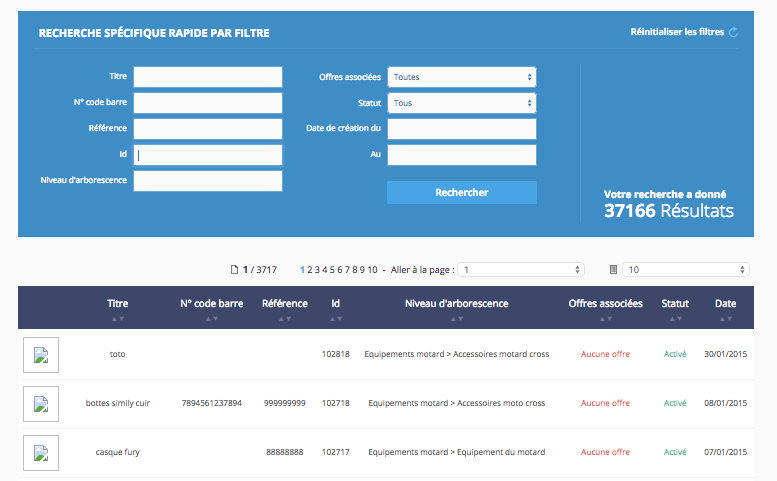 RECHERCHE SPÉCIFIQUE RAPIDE PAR FILTRE
Réinitialiser les filtres
Titre
N° code barre
Référence
Id
Niveau d'arborescence
Offres associées Toutes
Statut Tous
Date de création du
Au
Rechercher
Votre recherche a donné
37166 Résultats
1 / 3717 1 2 3 4 5 6 7 8 9 10 - Aller à la page : 1 10
Titre N° code barre Référence Id Niveau d'arborescence Offres associées Statut Date
toto 102818 Equipements motard > Accessoires motard cross Aucune offre Activé 30/01/2015
bottes simily cuir 7894561237894 999999999 102718 Equipements motard > Accessoires moto cross Aucune offre Activé 08/01/2015
casque fury 88888888 102717 Equipements motard > Equipement du motard Aucune offre Activé 07/01/2015